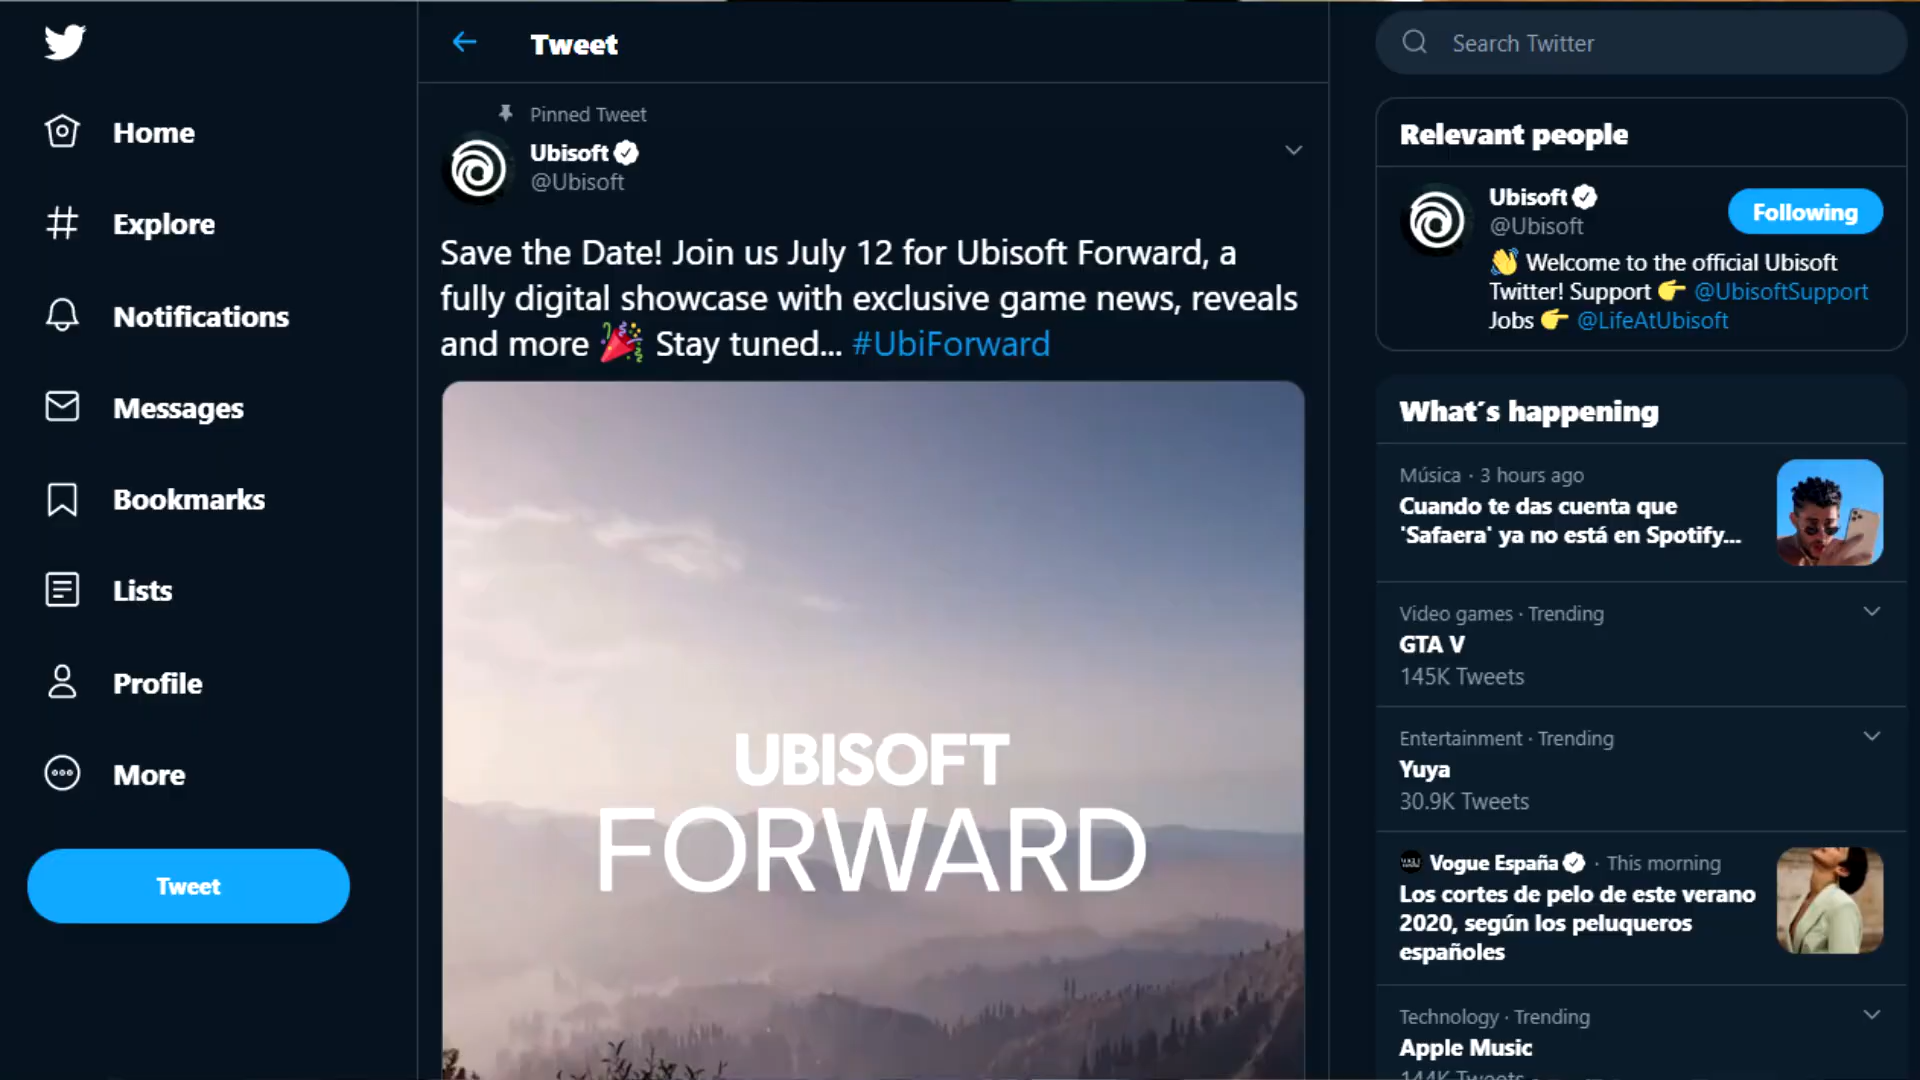 Home
Explore
Notifications
Messages
Bookmarks
Lists
Profile
More
Tweet
Tweet
Pinned Tweet
Ubisoft
@Ubisoft
Save the Date! Join us July 12 for Ubisoft Forward, a
fully digital showcase with exclusive game news, reveals
and more 🎉 Stay tuned... #UbiForward
UBISOFT
FORWARD
Search Twitter
Relevant people
Ubisoft
@Ubisoft
Following
👋 Welcome to the official Ubisoft
Twitter! Support 👉 @UbisoftSupport
Jobs 👉 @LifeAtUbisoft
What´s happening
Música · 3 hours ago
Cuando te das cuenta que
'Safaera' ya no está en Spotify...
Video games · Trending
GTA V
145K Tweets
Entertainment · Trending
Yuya
30.9K Tweets
Vogue España · This morning
Los cortes de pelo de este verano
2020, según los peluqueros
españoles
Technology · Trending
Apple Music
144K Tweets